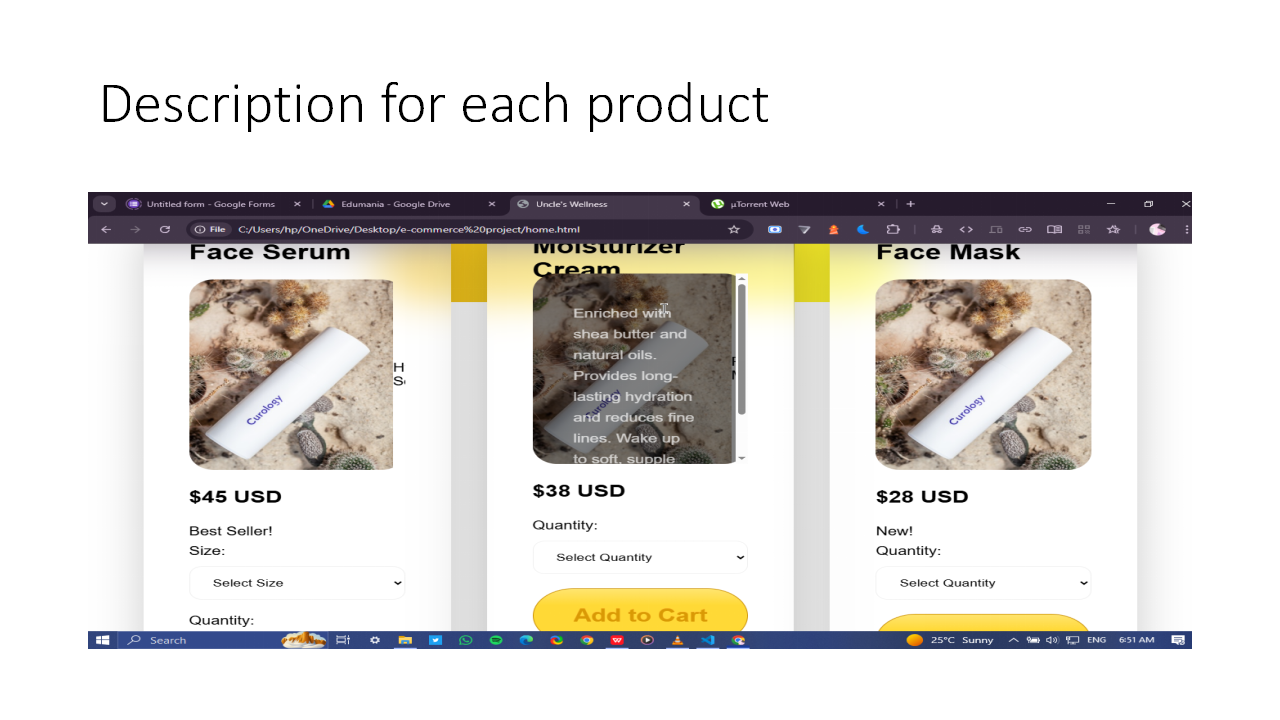 Description for each product
Untitled form - Google Forms
Edumania - Google Drive
Uncle's Wellness
µTorrent Web
File
C:/Users/hp/OneDrive/Desktop/e-commerce%20project/home.html
Face Serum
Curology
$45 USD
Best Seller!
Size:
Select Size
Quantity:
Moisturizer
Cream
Enriched with
shea butter and
natural oils.
Provides long-
lasting hydration
and reduces fine
lines. Wake up
to soft, supple
Curology
$38 USD
Quantity:
Select Quantity
Add to Cart
Face Mask
Curology
$28 USD
New!
Quantity:
Select Quantity
Search
25°C Sunny
ENG
6:51 AM